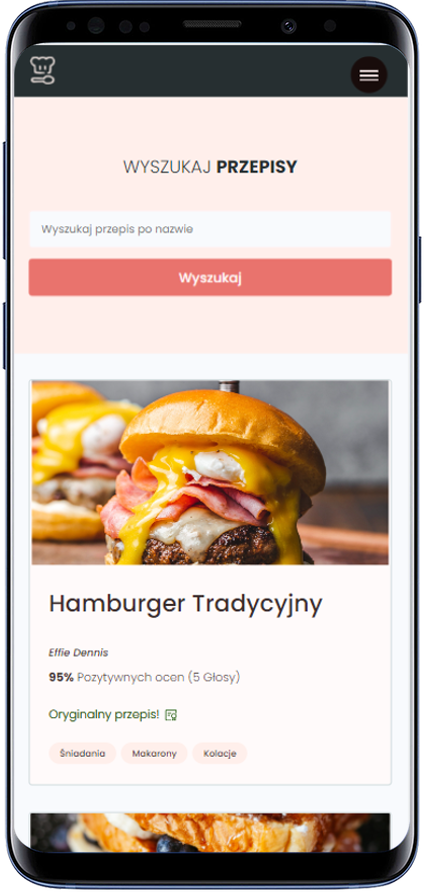 WYSZUKAJ PRZEPISY
Wyszukaj przepis po nazwie
Wyszukaj
Hamburger Tradycyjny
Effie Dennis
95% Pozytywnych ocen (5 Głosy)
Oryginalny przepis!
Śniadania Makarony Kolacje